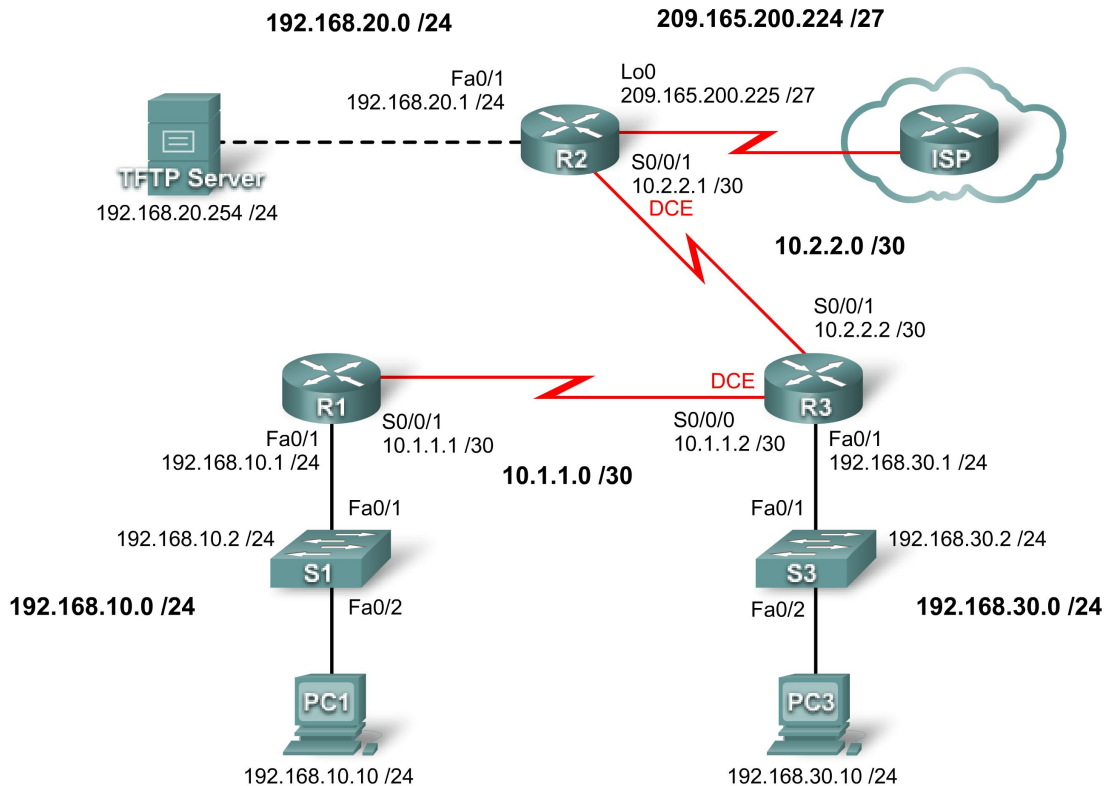 192.168.20.0 /24
209.165.200.224 /27
Fa0/1
192.168.20.1 /24
Lo0
209.165.200.225 /27
TFTP Server
192.168.20.254 /24
R2
ISP
S0/0/1
10.2.2.1 /30
DCE
10.2.2.0 /30
S0/0/1
10.2.2.2 /30
R1
DCE
R3
Fa0/1
192.168.10.1 /24
S0/0/1
10.1.1.1 /30
S0/0/0
10.1.1.2 /30
Fa0/1
192.168.30.1 /24
10.1.1.0 /30
Fa0/1
192.168.10.2 /24
S1
Fa0/2
Fa0/1
192.168.30.2 /24
S3
Fa0/2
192.168.10.0 /24
192.168.30.0 /24
PC1
192.168.10.10 /24
PC3
192.168.30.10 /24